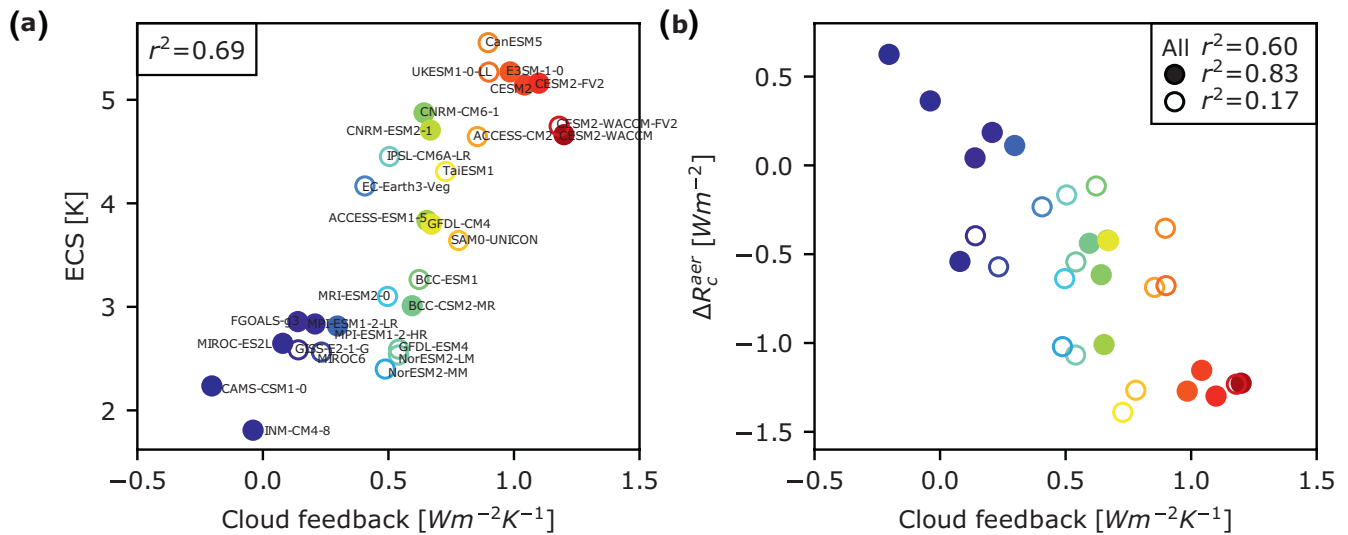 (a)
r²=0.69
CanESM5
UKESM1-0-LL
E3SM-1-0
CESM2
CESM2-FV2
CNRM-CM6-1
CNRM-ESM2-1
CESM2-WACCM-FV2
ACCESS-CM2
CESM2-WACCM
IPSL-CM6A-LR
TaiESM1
EC-Earth3-Veg
ACCESS-ESM1-5
GFDL-CM4
SAM0-UNICON
BCC-ESM1
MRI-ESM2-0
BCC-CSM2-MR
FGOALS-g3
MPI-ESM1-2-LR
MPI-ESM1-2-HR
MIROC-ES2L
GISS-E2-1-G
MIROC6
GFDL-ESM4
NorESM2-LM
NorESM2-MM
CAMS-CSM1-0
INM-CM4-8
5
4
3
2
ECS [K]
−0.5 0.0 0.5 1.0 1.5
Cloud feedback [Wm⁻²K⁻¹]
(b)
All r²=0.60
r²=0.83
r²=0.17
0.5
0.0
−0.5
−1.0
−1.5
ΔR_c^{aer} [Wm⁻²]
−0.5 0.0 0.5 1.0 1.5
Cloud feedback [Wm⁻²K⁻¹]